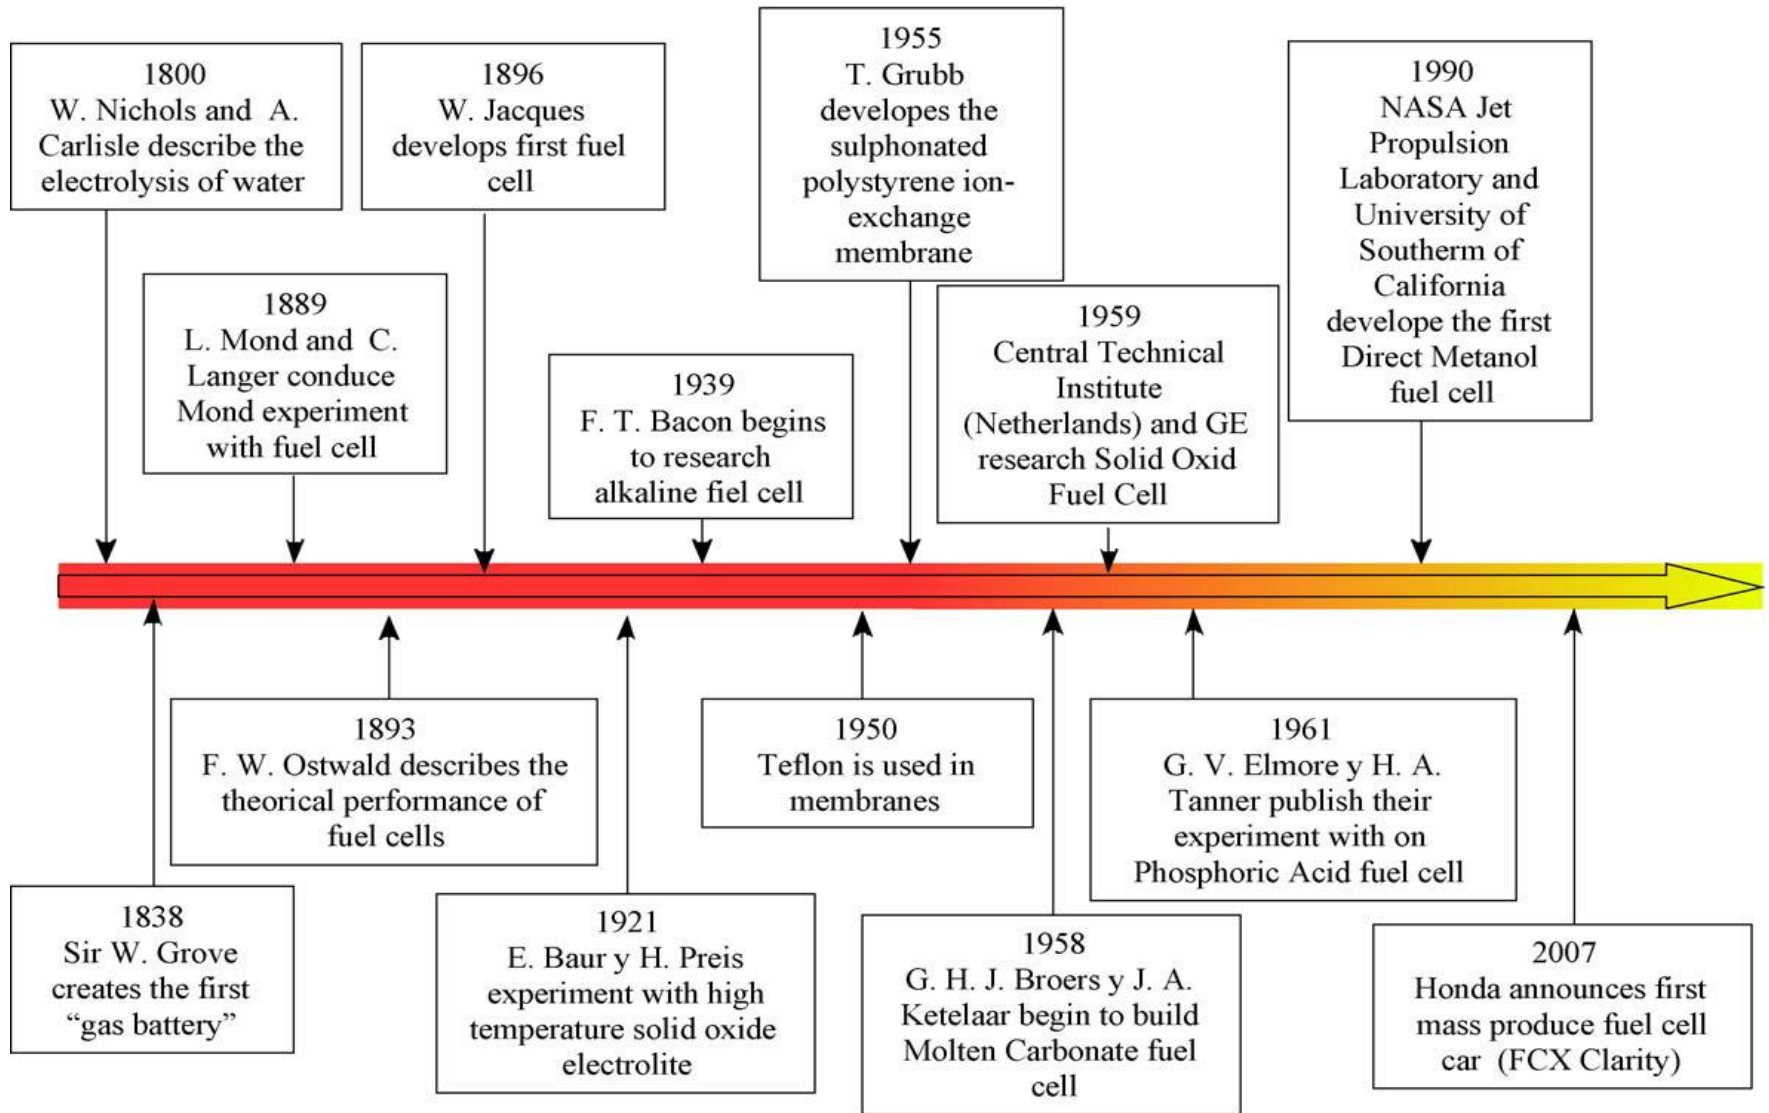 1800
W. Nichols and A.
Carlisle describe the
electrolysis of water
1838
Sir W. Grove
creates the first
“gas battery”
1889
L. Mond and C.
Langer conduce
Mond experiment
with fuel cell
1893
F. W. Ostwald describes the
theorical performance of
fuel cells
1896
W. Jacques
develops first fuel
cell
1921
E. Baur y H. Preis
experiment with high
temperature solid oxide
electrolite
1939
F. T. Bacon begins
to research
alkaline fiel cell
1950
Teflon is used in
membranes
1955
T. Grubb
developes the
sulphonated
polystyrene ion-
exchange
membrane
1958
G. H. J. Broers y J. A.
Ketelaar begin to build
Molten Carbonate fuel
cell
1959
Central Technical
Institute
(Netherlands) and GE
research Solid Oxid
Fuel Cell
1961
G. V. Elmore y H. A.
Tanner publish their
experiment with on
Phosphoric Acid fuel cell
1990
NASA Jet
Propulsion
Laboratory and
University of
Southerm of
California
develope the first
Direct Metanol
fuel cell
2007
Honda announces first
mass produce fuel cell
car (FCX Clarity)